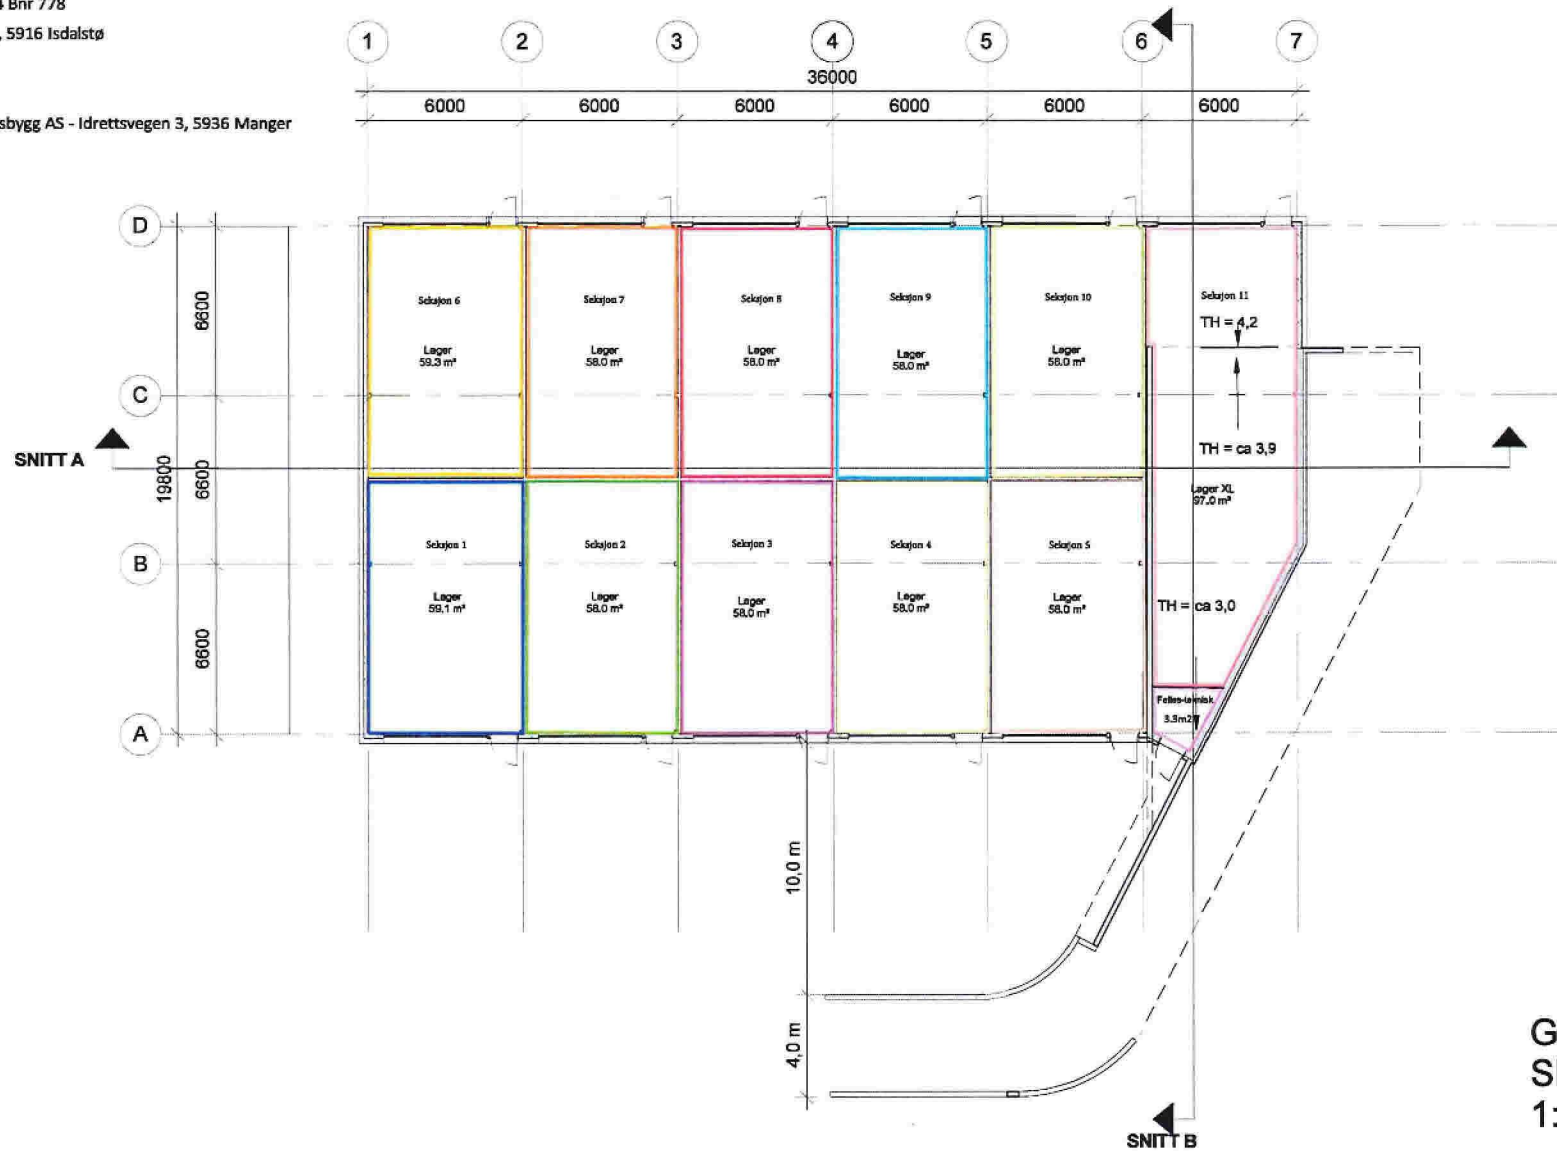 Bnr 778
, 5916 Isdalstø
sbygg AS - Idrettsvegen 3, 5936 Manger
1 2 3 4 5 6 7
36000
6000 6000 6000 6000 6000 6000
D
C
B
A
6600
6600
6600
19800
SNITT A
Seksjon 6
Lager
59.3 m²
Seksjon 7
Lager
58.0 m²
Seksjon 8
Lager
58.0 m²
Seksjon 9
Lager
58.0 m²
Seksjon 10
Lager
58.0 m²
Seksjon 11
TH = 4,2
TH = ca 3,9
Lager XL
97.0 m²
TH = ca 3,0
Seksjon 1
Lager
59,1 m²
Seksjon 2
Lager
58.0 m²
Seksjon 3
Lager
58.0 m²
Seksjon 4
Lager
58.0 m²
Seksjon 5
Lager
58.0 m²
Felles-teknisk
3.3m2
10,0 m
4,0 m
SNITT B
G
1: